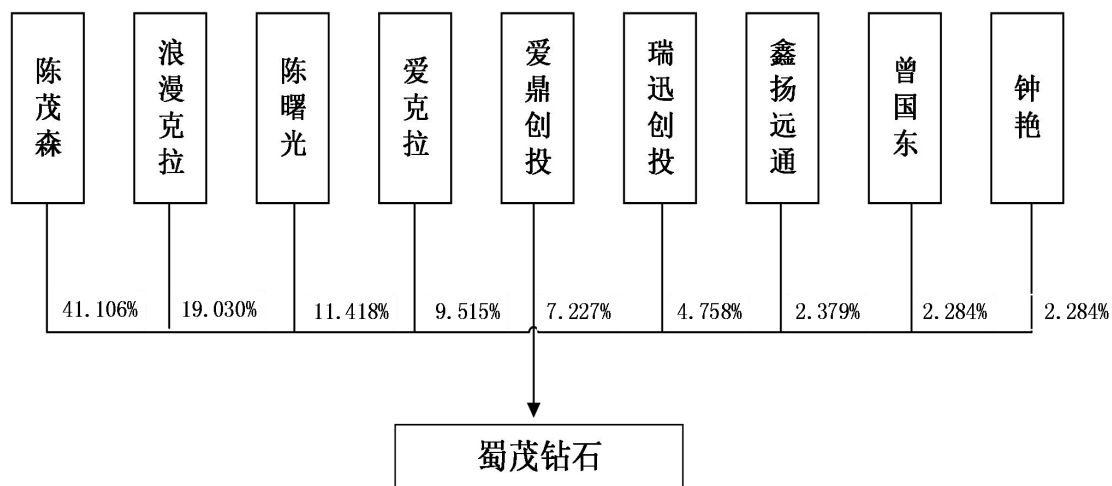 陈茂森
浪漫克拉
陈曙光
爱克拉
爱鼎创投
瑞迅创投
鑫扬远通
曾国东
钟艳
41.106%
19.030%
11.418%
9.515%
7.227%
4.758%
2.379%
2.284%
2.284%
蜀茂钻石